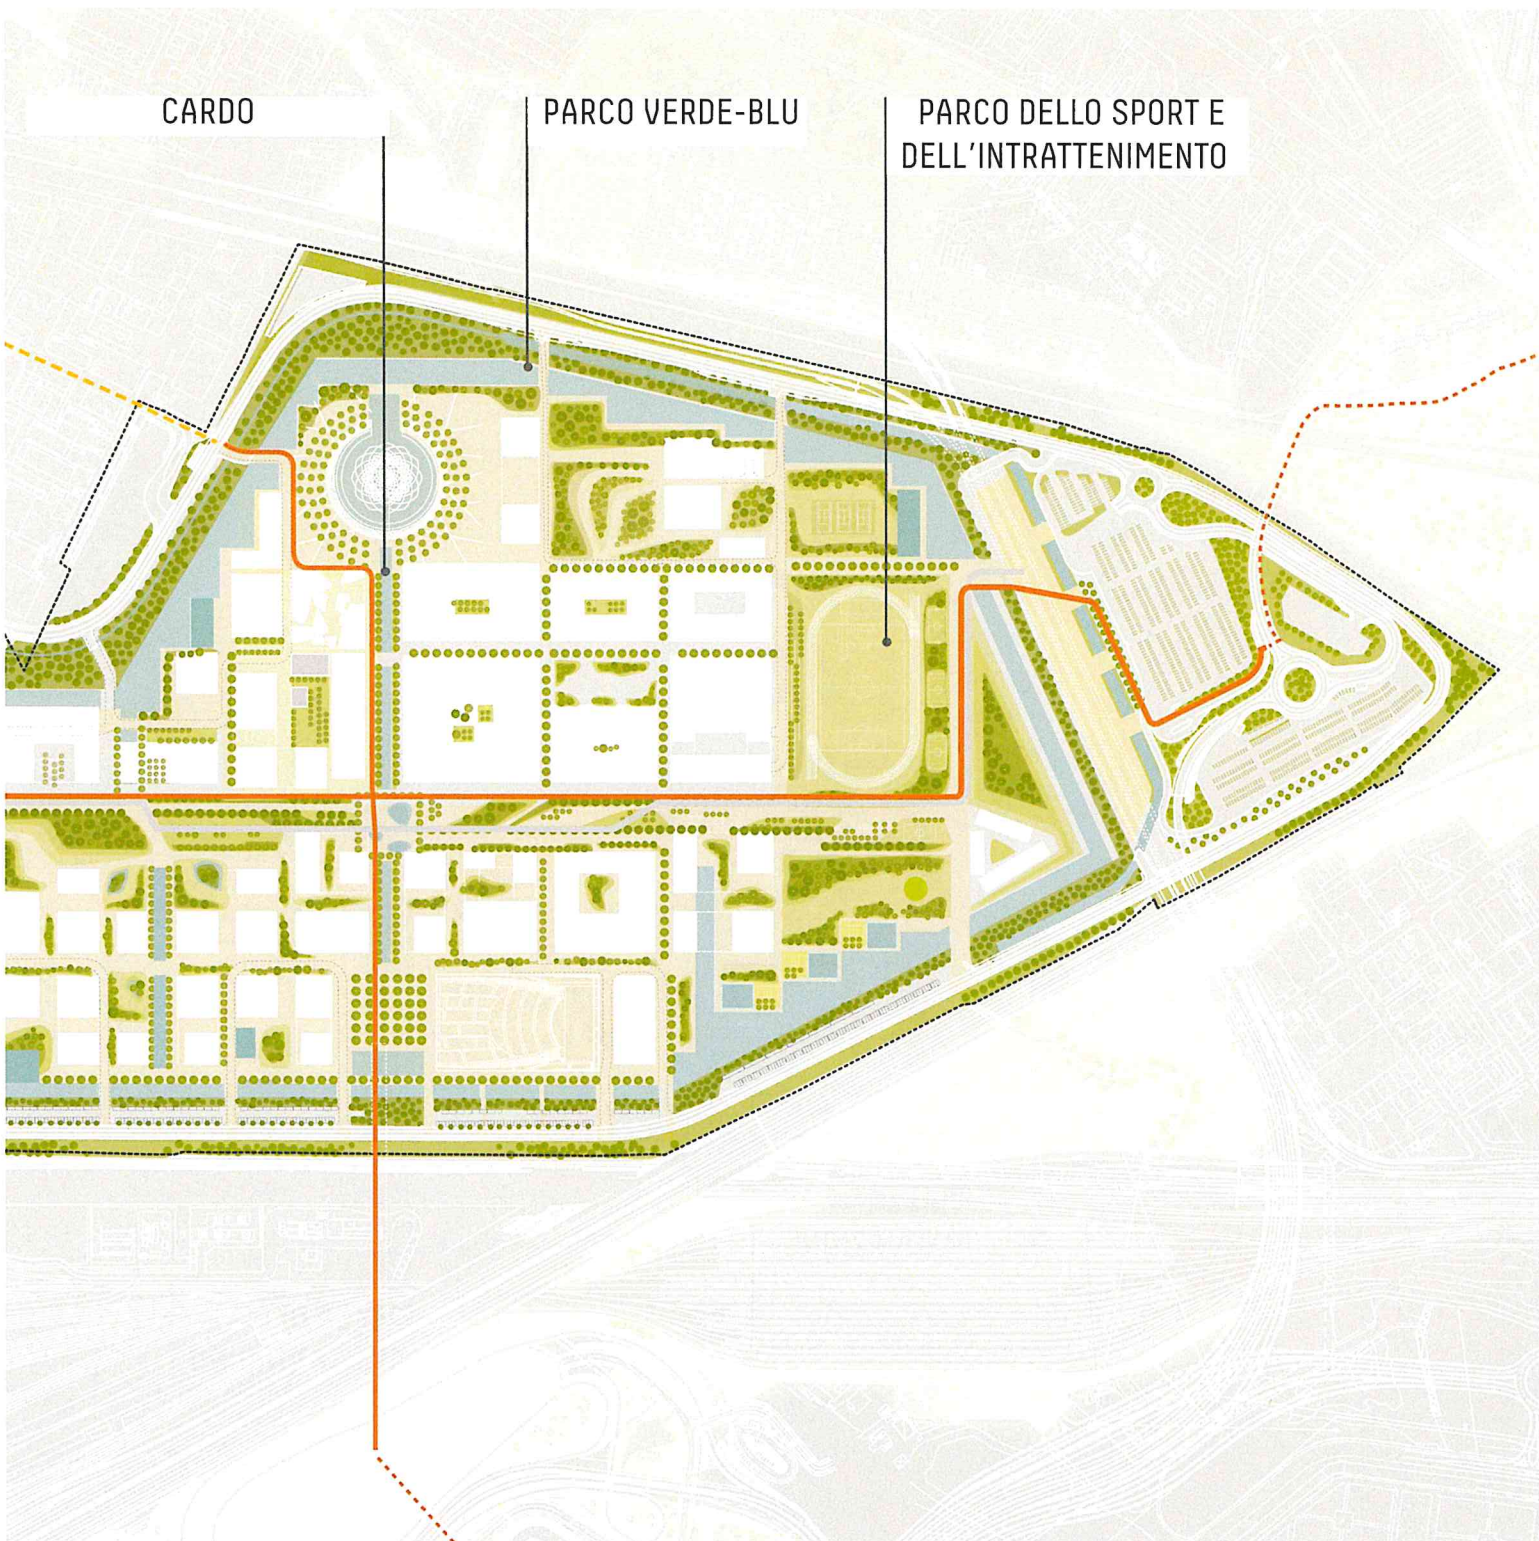 CARDO
PARCO VERDE-BLU
PARCO DELLO SPORT E
DELL'INTRATTENIMENTO